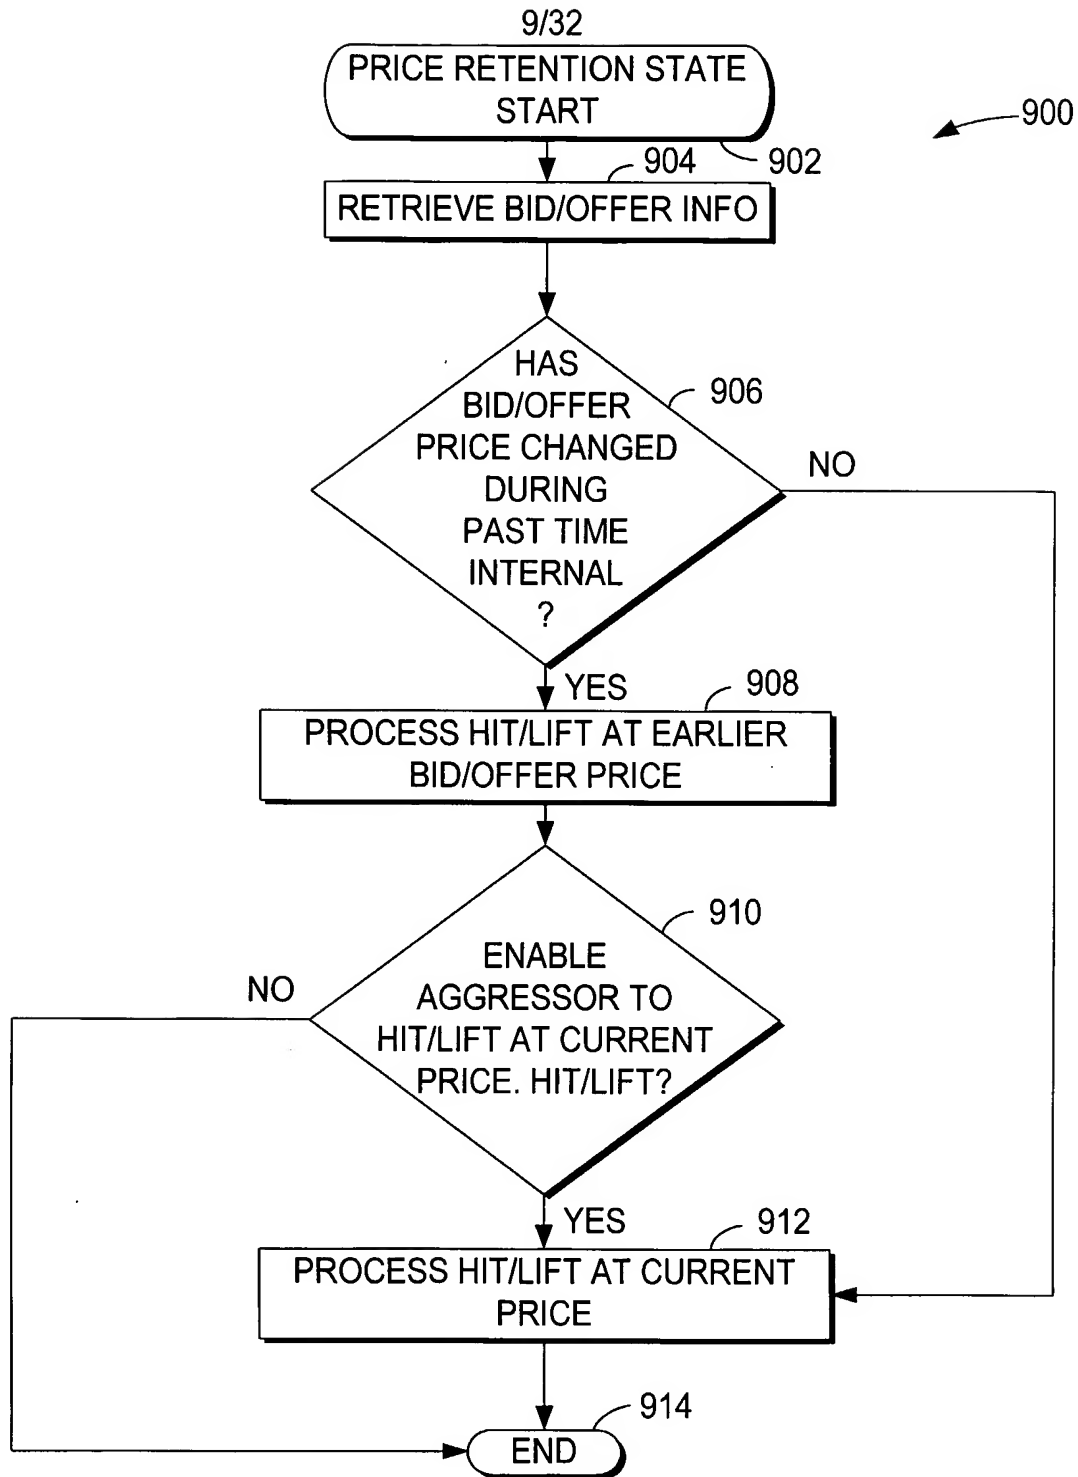 9/32
PRICE RETENTION STATE
START
900
902
904
RETRIEVE BID/OFFER INFO
HAS
BID/OFFER
PRICE CHANGED
DURING
PAST TIME
INTERNAL
?
906
NO
YES
908
PROCESS HIT/LIFT AT EARLIER
BID/OFFER PRICE
910
ENABLE
AGGRESSOR TO
HIT/LIFT AT CURRENT
PRICE. HIT/LIFT?
NO
YES
912
PROCESS HIT/LIFT AT CURRENT
PRICE
914
END